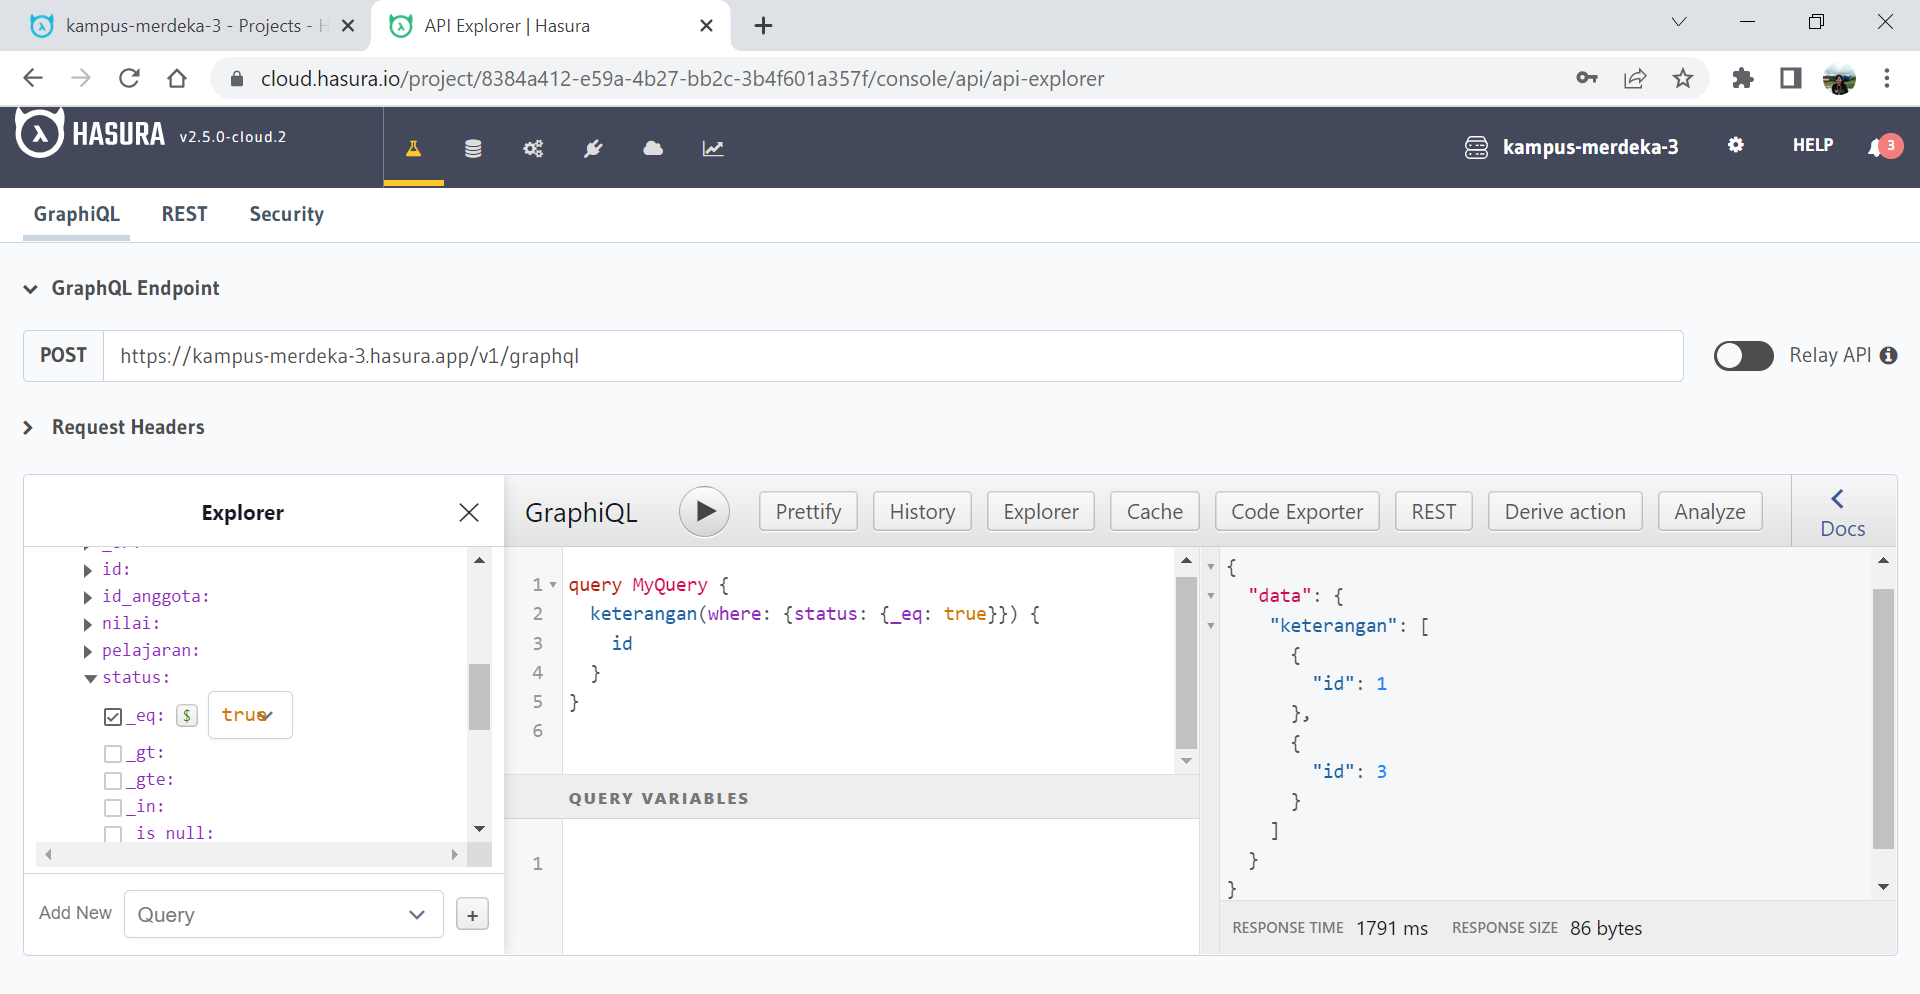 kampus-merdeka-3 - Projects - H
API Explorer | Hasura
cloud.hasura.io/project/8384a412-e59a-4b27-bb2c-3b4f601a357f/console/api/api-explorer
HASURA v2.5.0-cloud.2
kampus-merdeka-3
HELP
3
GraphiQL REST Security
GraphQL Endpoint
POST https://kampus-merdeka-3.hasura.app/v1/graphql
Relay API
Request Headers
Explorer
id:
id_anggota:
nilai:
pelajaran:
status:
_eq: $ true
_gt:
_gte:
_in:
_is_null:
Add New Query +
GraphiQL
Prettify History Explorer Cache Code Exporter REST Derive action Analyze
Docs
1 query MyQuery {
2 keterangan(where: {status: {_eq: true}}) {
3 id
4 }
5 }
6
QUERY VARIABLES
1
{
"data": {
"keterangan": [
{
"id": 1
},
{
"id": 3
}
]
}
}
RESPONSE TIME 1791 ms RESPONSE SIZE 86 bytes